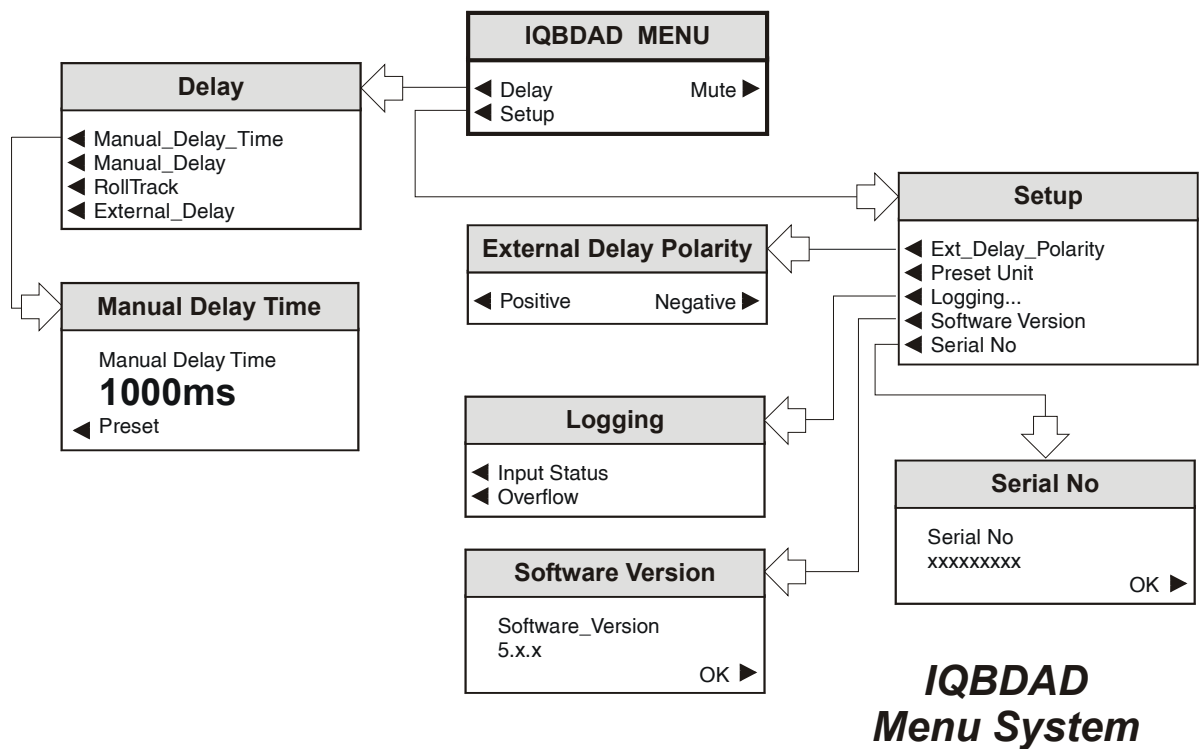 IQBDAD MENU
Delay Mute
Setup
Delay
Manual_Delay_Time
Manual_Delay
RollTrack
External_Delay
Manual Delay Time
Manual Delay Time
1000ms
Preset
Setup
Ext_Delay_Polarity
Preset Unit
Logging...
Software Version
Serial No
External Delay Polarity
Positive Negative
Logging
Input Status
Overflow
Software Version
Software_Version
5.x.x
OK
Serial No
Serial No
xxxxxxxxx
OK
IQBDAD
Menu System